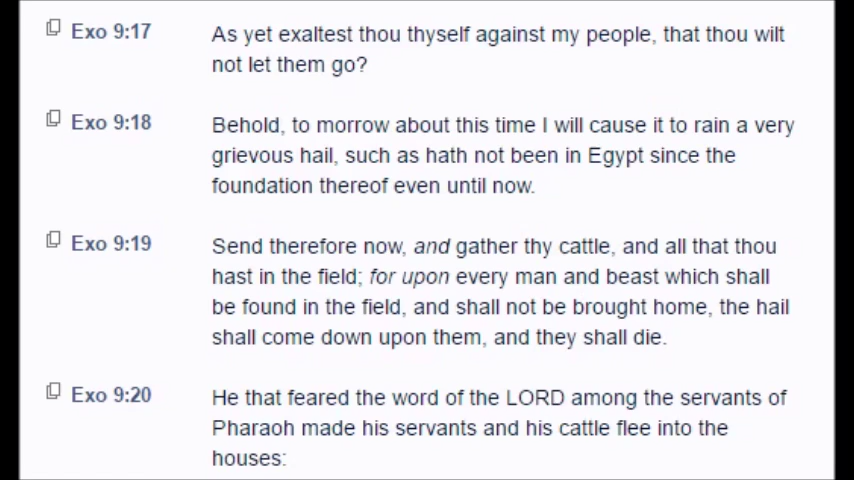 Exo 9:17 As yet exaltest thou thyself against my people, that thou wilt
not let them go?
Exo 9:18 Behold, to morrow about this time I will cause it to rain a very
grievous hail, such as hath not been in Egypt since the
foundation thereof even until now.
Exo 9:19 Send therefore now, and gather thy cattle, and all that thou
hast in the field; for upon every man and beast which shall
be found in the field, and shall not be brought home, the hail
shall come down upon them, and they shall die.
Exo 9:20 He that feared the word of the LORD among the servants of
Pharaoh made his servants and his cattle flee into the
houses: